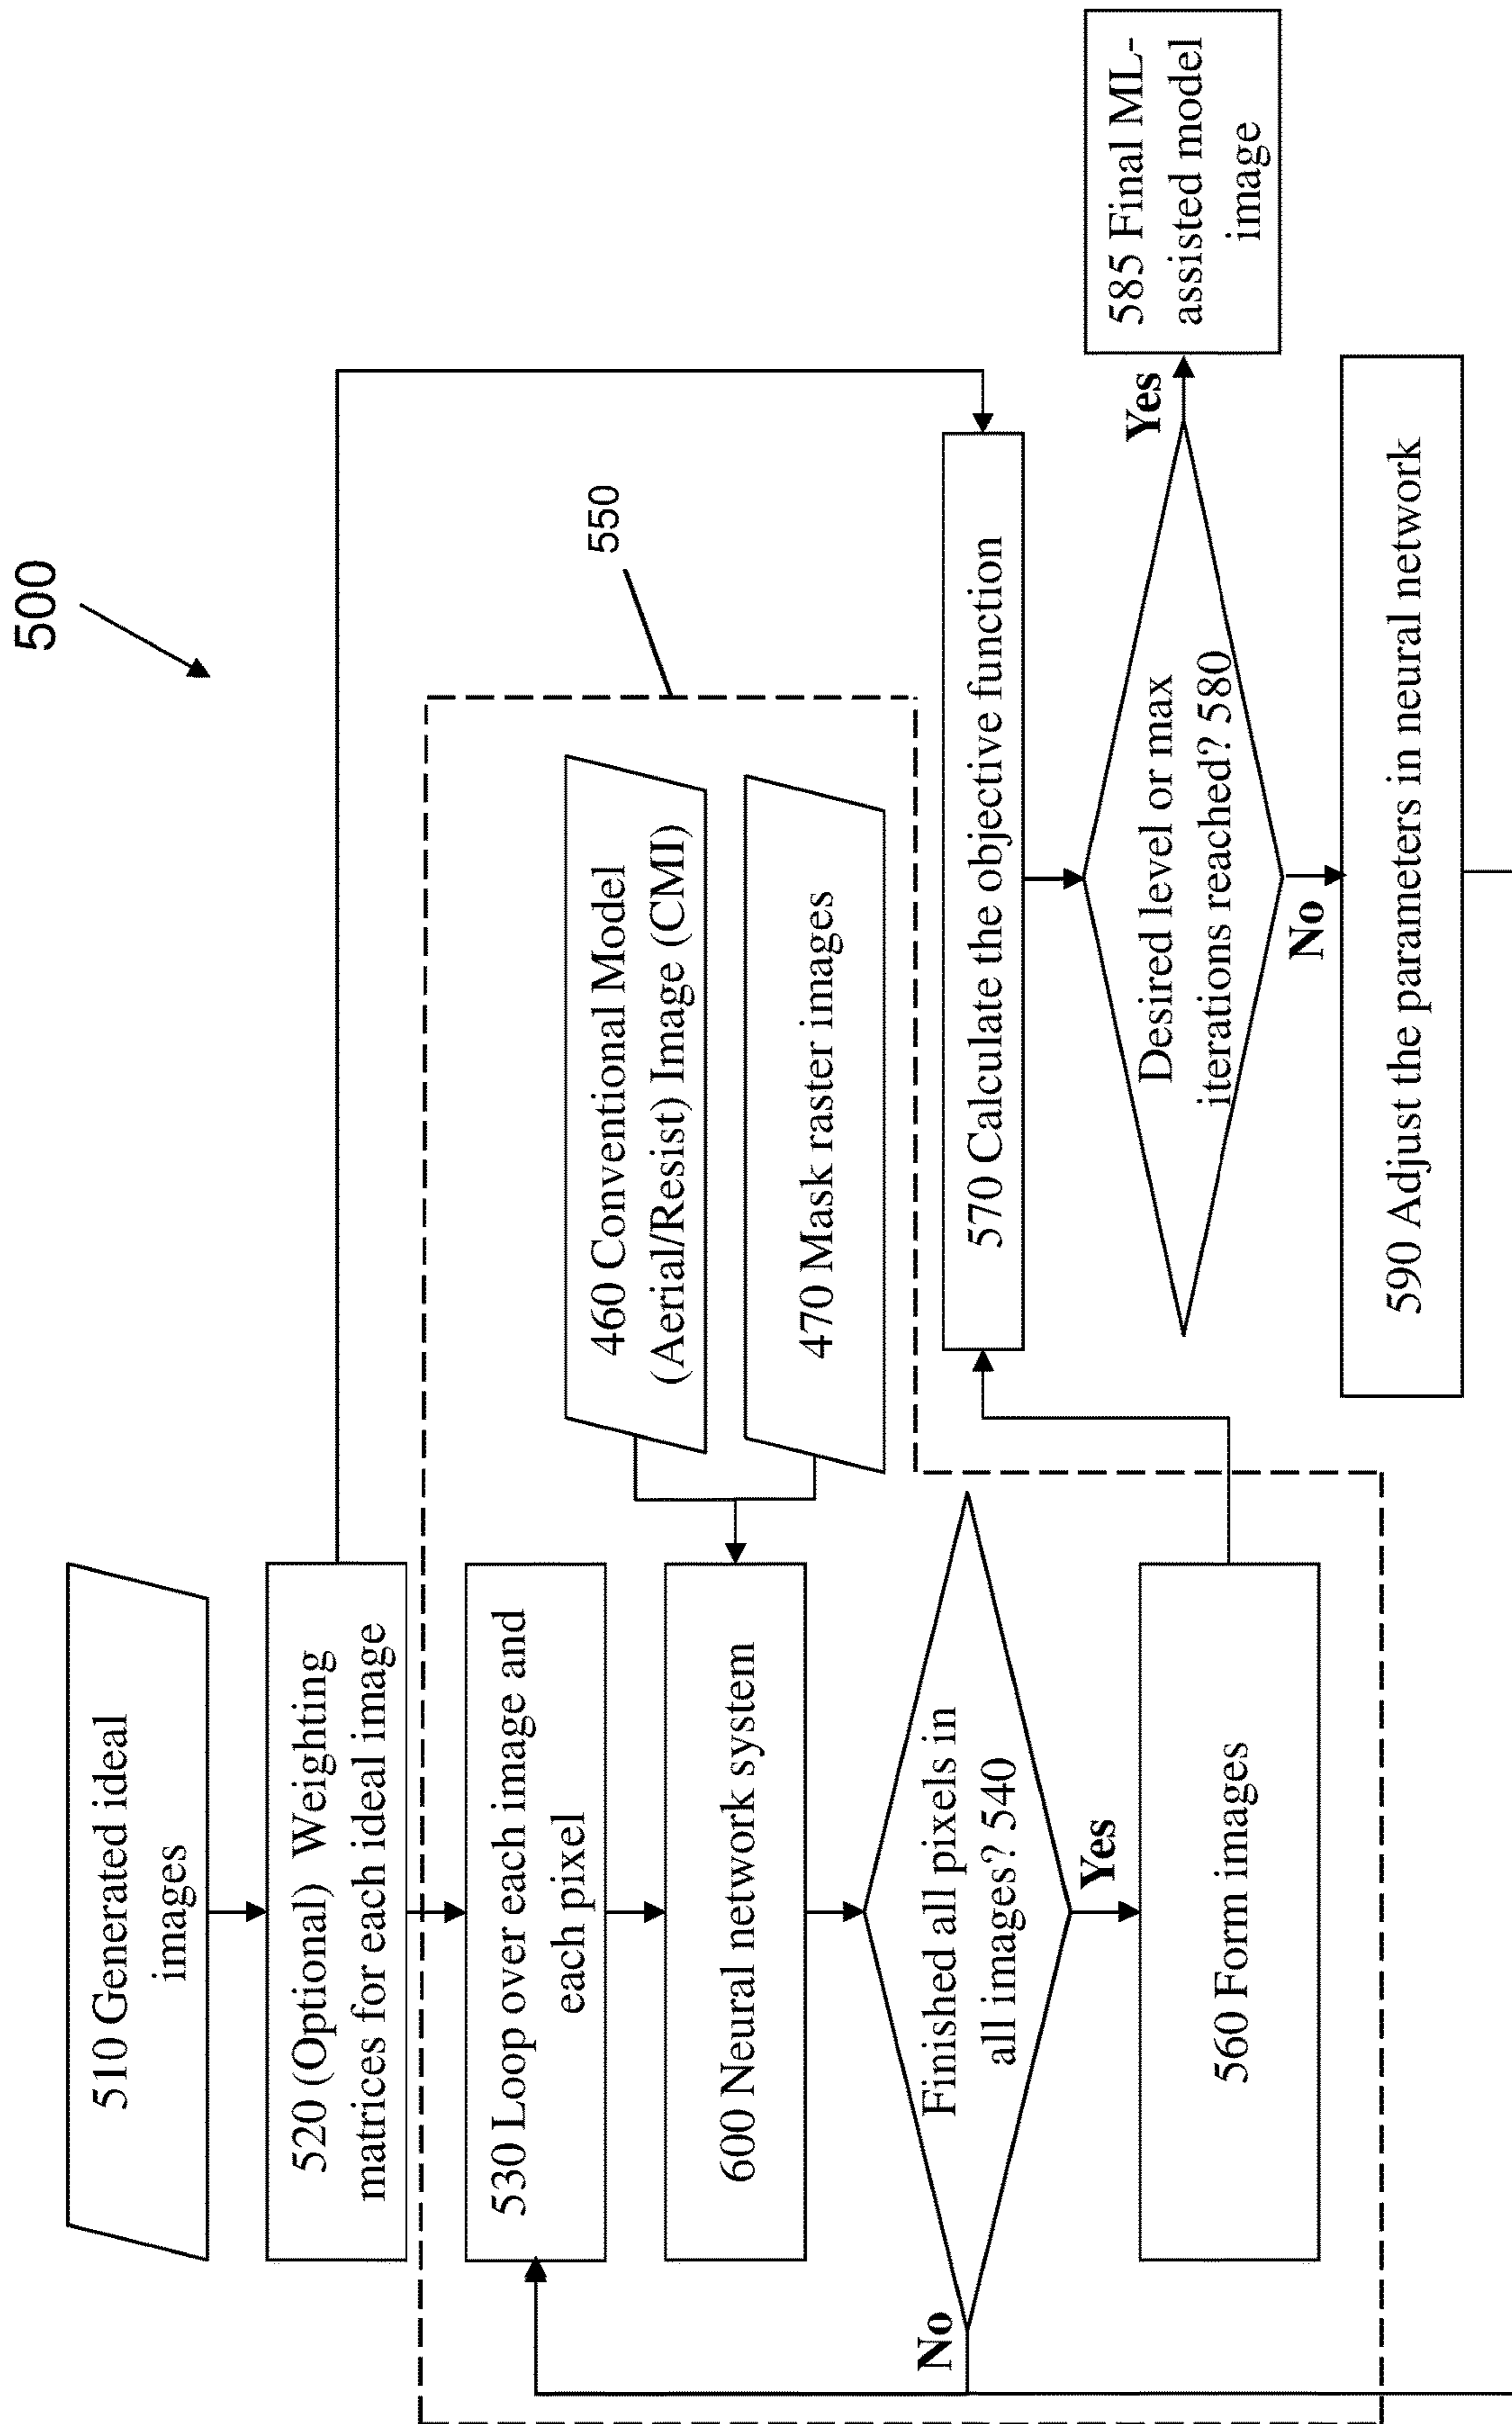 500
510 Generated ideal
images
520 (Optional) Weighting
matrices for each ideal image
550
530 Loop over each image and
each pixel
460 Conventional Model
(Aerial/Resist) Image (CMI)
600 Neural network system
470 Mask raster images
Finished all pixels in
all images? 540
No
Yes
560 Form images
570 Calculate the objective function
Desired level or max
iterations reached? 580
Yes
585 Final ML-
assisted model
image
No
590 Adjust the parameters in neural network